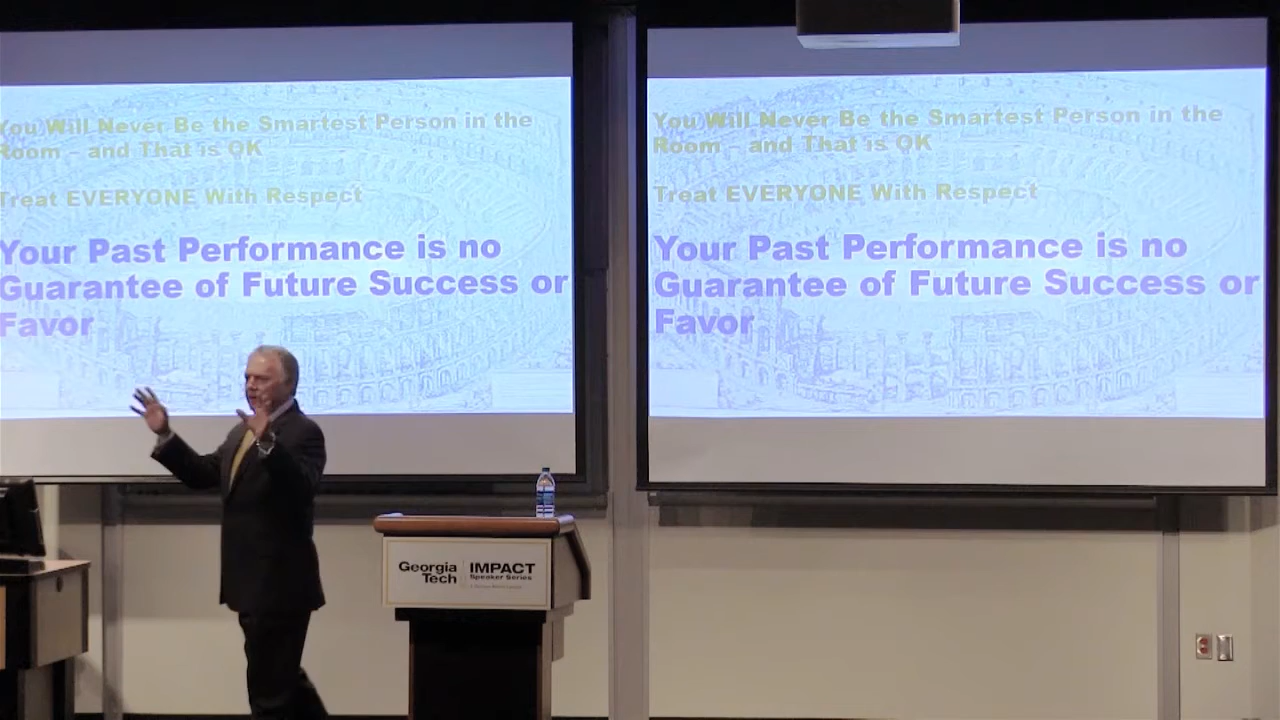 You Will Never Be the Smartest Person in the
Room – and That is OK
Treat EVERYONE With Respect
Your Past Performance is no
Guarantee of Future Success or
Favor
You Will Never Be the Smartest Person in the
Room – and That is OK
Treat EVERYONE With Respect
Your Past Performance is no
Guarantee of Future Success or
Favor
Georgia
Tech
IMPACT
Speaker Series